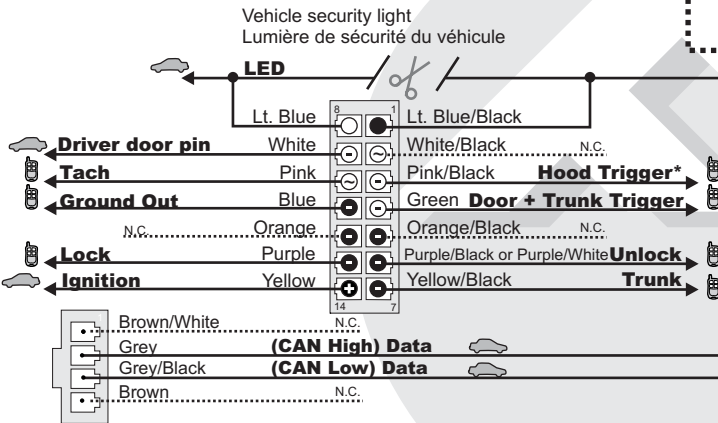 Vehicle security light
Lumière de sécurité du véhicule
LED
8 1
Lt. Blue Lt. Blue/Black
Driver door pin White White/Black N.C.
Tach Pink Pink/Black Hood Trigger*
Ground Out Blue Green Door + Trunk Trigger
N.C. Orange Orange/Black N.C.
Lock Purple Purple/Black or Purple/White Unlock
Ignition Yellow Yellow/Black Trunk
14 7
Brown/White N.C.
Grey (CAN High) Data
Grey/Black (CAN Low) Data
Brown N.C.